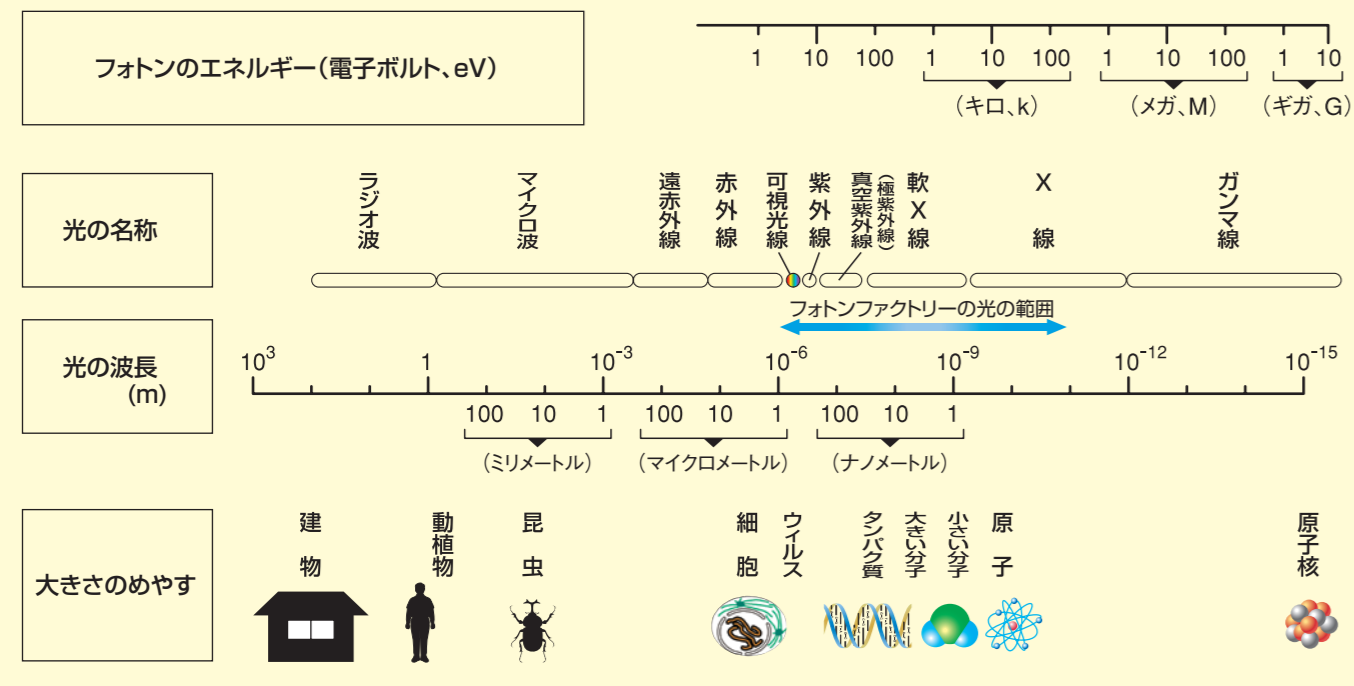 フォトンのエネルギー(電子ボルト、eV)
1 10 100 1 10 100 1 10 100 1 10
(キロ、k) (メガ、M) (ギガ、G)
光の名称
ラジオ波
マイクロ波
遠赤外線
赤外線
可視光線
紫外線
真空紫外線
(極紫外線)
軟X線
X線
ガンマ線
フォトンファクトリーの光の範囲
光の波長
(m)
10³ 1 10⁻³ 10⁻⁶ 10⁻⁹ 10⁻¹² 10⁻¹⁵
100 10 1 100 10 1 100 10 1
(ミリメートル) (マイクロメートル) (ナノメートル)
大きさのめやす
建物
動植物
昆虫
細胞
ウィルス
タンパク質
大きい分子
小さい分子
原子
原子核